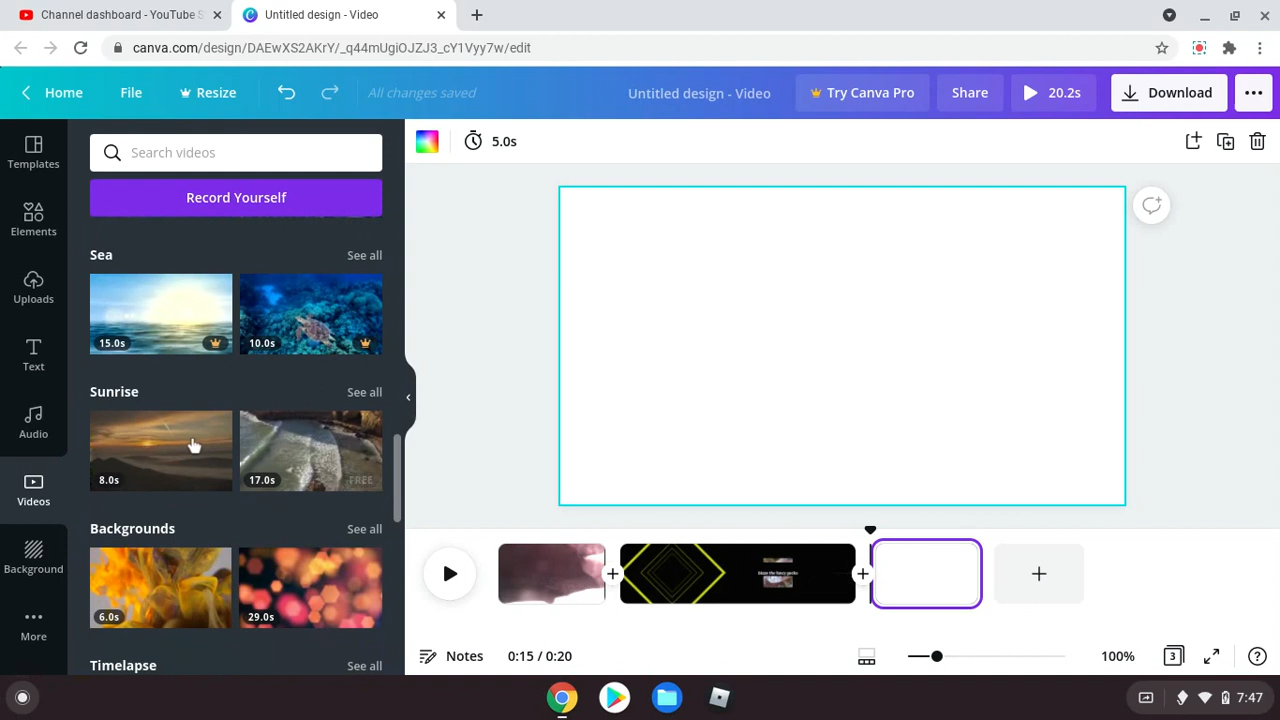 Channel dashboard - YouTube S
Untitled design - Video
canva.com/design/DAEwXS2AKrY/_q44mUgiOJZJ3_cY1Vyy7w/edit
Home
File
Resize
All changes saved
Untitled design - Video
Try Canva Pro
Share
20.2s
Download
Templates
Elements
Uploads
Text
Audio
Videos
Background
More
Search videos
Record Yourself
Sea
See all
15.0s
10.0s
Sunrise
See all
8.0s
17.0s
FREE
Backgrounds
See all
6.0s
29.0s
Timelapse
See all
5.0s
Notes
0:15 / 0:20
100%
3
7:47